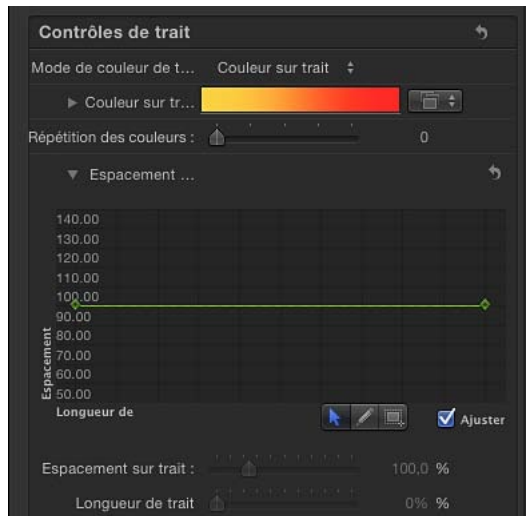 Contrôles de trait
Mode de couleur de t... Couleur sur trait
Couleur sur tr...
Répétition des couleurs : 0
Espacement ...
140.00
130.00
120.00
110.00
100.00
90.00
80.00
70.00
60.00
50.00
Espacement
Longueur de
Ajuster
Espacement sur trait : 100,0 %
Longueur de trait 0% %